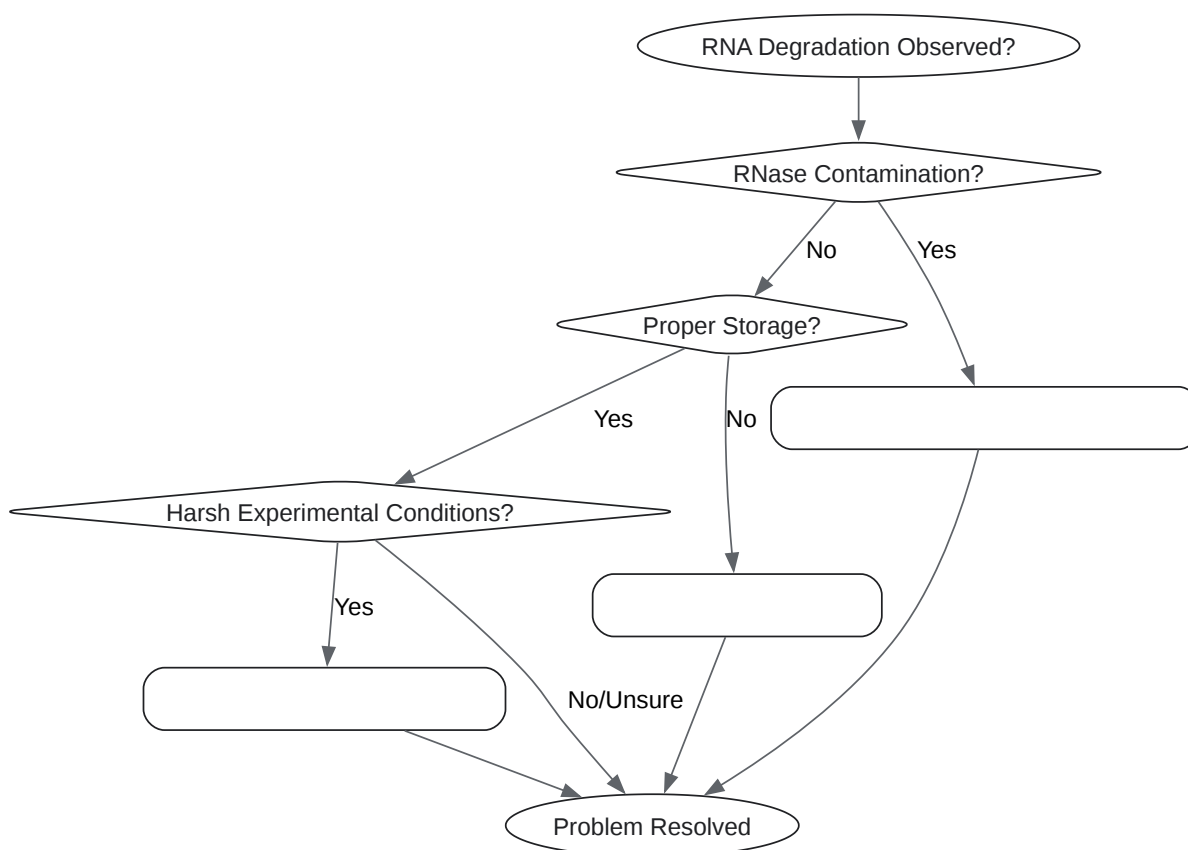 RNA Degradation Observed?
RNase Contamination?
No
Yes
Proper Storage?
Yes
No
Harsh Experimental Conditions?
Yes
No/Unsure
Problem Resolved